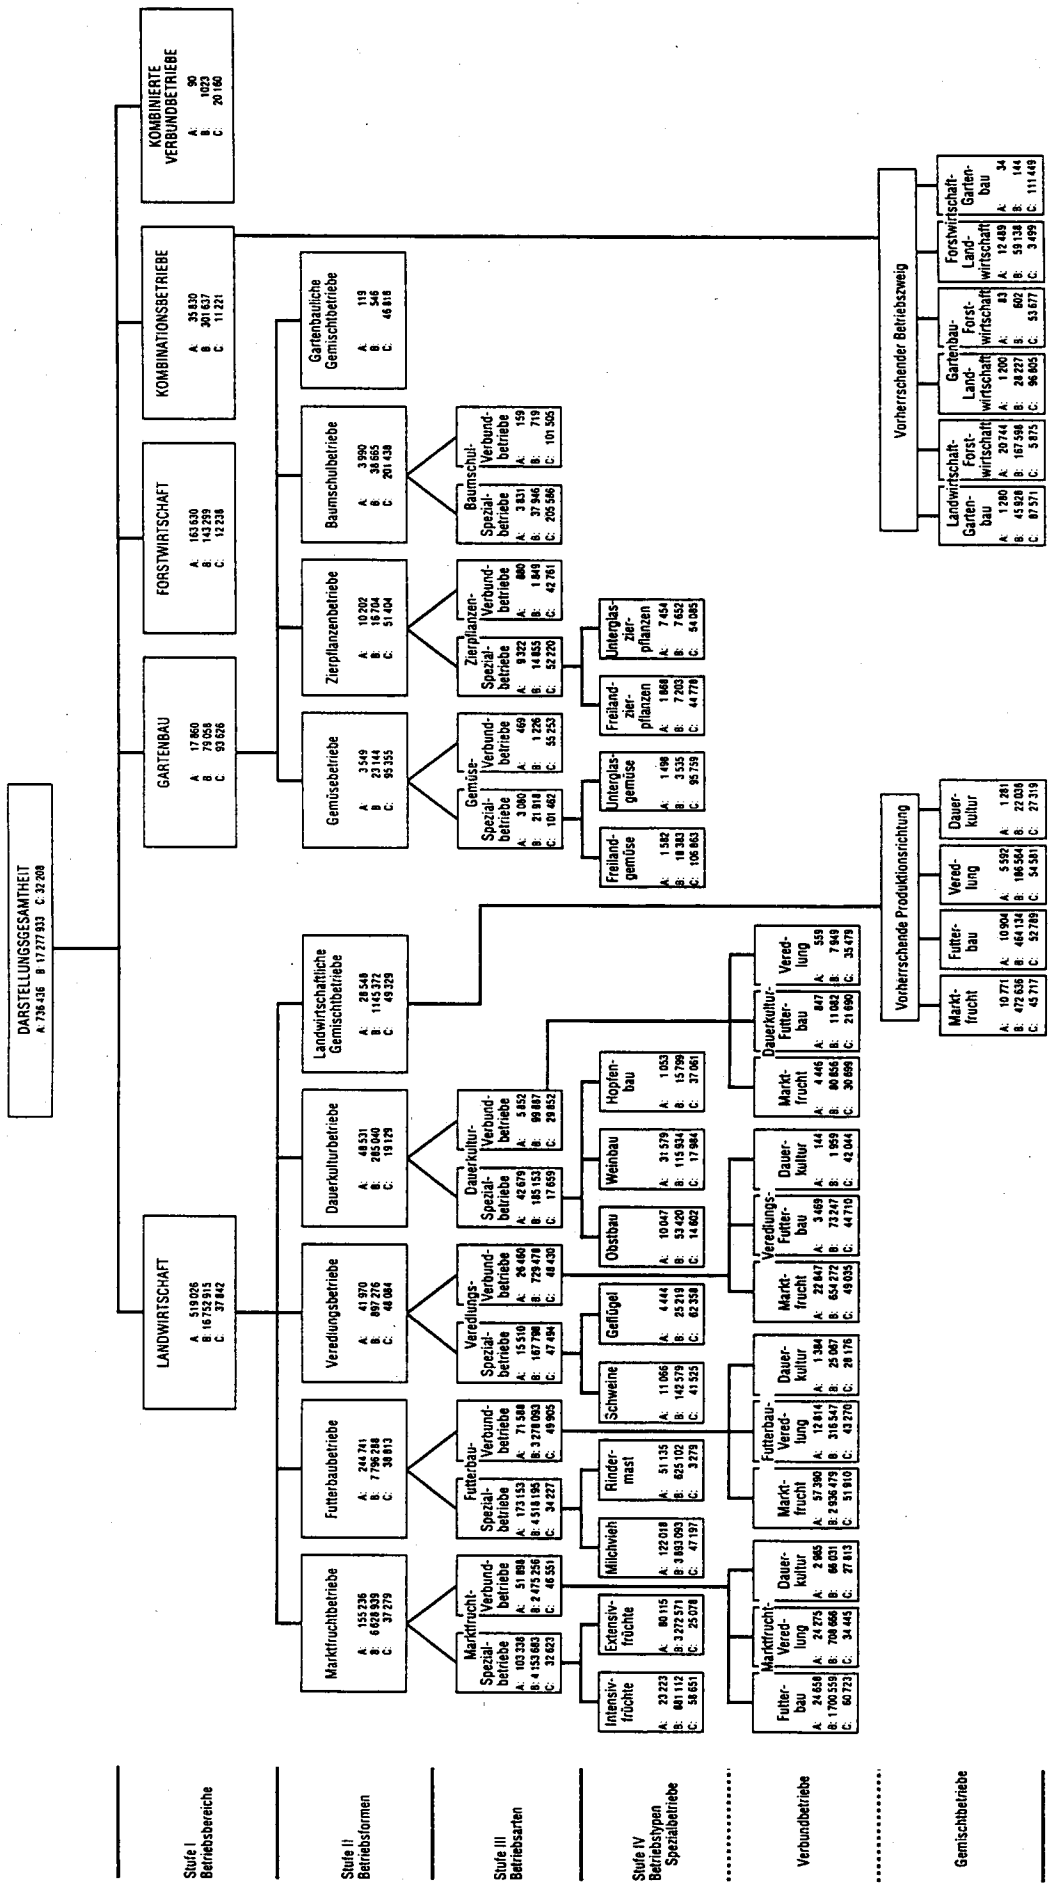 DARSTELLUNGSGESAMTHEIT
A: 736 436 B: 17 277 933 C: 32 208
Stufe I
Betriebsbereiche
LANDWIRTSCHAFT
A 519 026
B: 16 752 915
C: 37 842
GARTENBAU
A 17 860
B 79 058
C 93 626
FORSTWIRTSCHAFT
A: 163 630
B: 143 299
C: 12 238
KOMBINATIONSBETRIEBE
A: 35 830
B 301 637
C: 11 221
KOMBINIERTE
VERBUNDBETRIEBE
A: 90
B: 1023
C: 20 160
Stufe II
Betriebsformen
Marktfruchtbetriebe
A: 155 236
B: 6 628 939
C: 37 279
Futterbaubetriebe
A: 244 741
B: 7 796 288
C: 38 813
Veredlungsbetriebe
A: 41 970
B: 897 276
C: 48 084
Dauerkulturbetriebe
A: 48 531
B: 285 040
C: 19 129
Landwirtschaftliche
Gemischtbetriebe
A: 28 548
B: 1145 372
C: 49 329
Gemüsebetriebe
A: 3 549
B 23 144
C: 95 355
Zierpflanzenbetriebe
A: 10 202
B: 16 704
C: 51 404
Baumschulbetriebe
A: 3 990
B: 38 665
C: 201 438
Gartenbauliche
Gemischtbetriebe
A: 119
B: 546
C: 46 818
Stufe III
Betriebsarten
Marktfrucht-
Spezial-
betriebe
A: 103 338
B: 4 153 683
C: 32 623
Verbund-
betriebe
A: 51 898
B: 2 475 256
C: 46 551
Futterbau-
Spezial-
betriebe
A: 173 153
B: 4 518 195
C: 34 227
Verbund-
betriebe
A: 71 588
B: 3 278 093
C: 49 905
Veredlungs-
Spezial-
betriebe
A: 15 510
B: 167 798
C: 47 494
Verbund-
betriebe
A: 26 460
B: 729 478
C: 48 430
Dauerkultur-
Spezial-
betriebe
A: 42 679
B: 185 153
C: 17 659
Verbund-
betriebe
A: 5 852
B: 99 887
C: 29 852
Gemüse-
Spezial-
betriebe
A: 3 080
B: 21 918
C: 101 462
Verbund-
betriebe
A: 469
B: 1 226
C: 55 253
Zierpflanzen-
Spezial-
betriebe
A: 9 322
B: 14 855
C: 52 220
Verbund-
betriebe
A: 880
B: 1 849
C: 42 761
Baumschul-
Spezial-
betriebe
A: 3 831
B: 37 946
C: 205 586
Verbund-
betriebe
A: 159
B: 719
C: 101 505
Stufe IV
Betriebstypen
Spezialbetriebe
Intensiv-
früchte
A: 23 223
B: 881 112
C: 58 651
Extensiv-
früchte
A: 80 115
B: 3 272 571
C: 25 078
Milchvieh
A: 122 018
B: 3 893 093
C: 47 197
Rinder-
mast
A: 51 135
B: 625 102
C: 3 279
Schweine
A: 11 066
B: 142 579
C: 41 525
Geflügel
A: 4 444
B: 25 219
C: 62 358
Obstbau
A: 10 047
B: 53 420
C: 14 602
Weinbau
A: 31 579
B: 115 934
C: 17 984
Hopfen-
bau
A: 1 053
B: 15 799
C: 37 061
Freiland-
gemüse
A: 1 582
B: 18 383
C: 106 863
Unterglas-
gemüse
A: 1 498
B: 3 535
C: 95 759
Freiland-
zier-
pflanzen
A: 1 868
B: 7 203
C: 44 778
Unterglas-
zier-
pflanzen
A: 7 454
B: 7 652
C: 54 085
Verbundbetriebe
Marktfrucht-
Futter-
bau
A: 24 658
B: 1 700 559
C: 60 723
Vered-
lung
A: 24 275
B: 708 666
C: 34 445
Dauer-
kultur
A: 2 965
B: 66 031
C: 27 813
Futterbau-
Markt-
frucht
A: 57 390
B: 2 936 479
C: 51 910
Vered-
lung
A: 12 814
B: 316 547
C: 43 270
Dauer-
kultur
A: 1 384
B: 25 067
C: 28 176
Veredlungs-
Markt-
frucht
A: 22 847
B: 654 272
C: 49 035
Futter-
bau
A: 3 469
B: 73 247
C: 44 710
Dauer-
kultur
A: 144
B: 1 959
C: 42 044
Dauerkultur-
Markt-
frucht
A: 4 446
B: 80 856
C: 30 699
Futter-
bau
A: 847
B: 11 082
C: 21 690
Vered-
lung
A: 559
B: 7 949
C: 35 479
Gemischtbetriebe
Vorherrschende Produktionsrichtung
Markt-
frucht
A: 10 771
B: 472 636
C: 45 717
Futter-
bau
A: 10 904
B: 464 134
C: 52 789
Vered-
lung
A: 5 592
B: 186 564
C: 54 581
Dauer-
kultur
A: 1 281
B: 22 038
C: 27 319
Vorherrschender Betriebszweig
Landwirtschaft-
Garten-
bau
A: 1 280
B: 45 928
C: 87 571
Forst-
wirtschaft
A: 20 744
B: 167 598
C: 5 875
Gartenbau-
Land-
wirtschaft
A: 1 200
B: 28 227
C: 96 605
Forst-
wirtschaft
A: 83
B: 602
C: 53 677
Forstwirtschaft-
Land-
wirtschaft
A: 12 489
B: 59 138
C: 3 499
Garten-
bau
A: 34
B: 144
C: 111 449